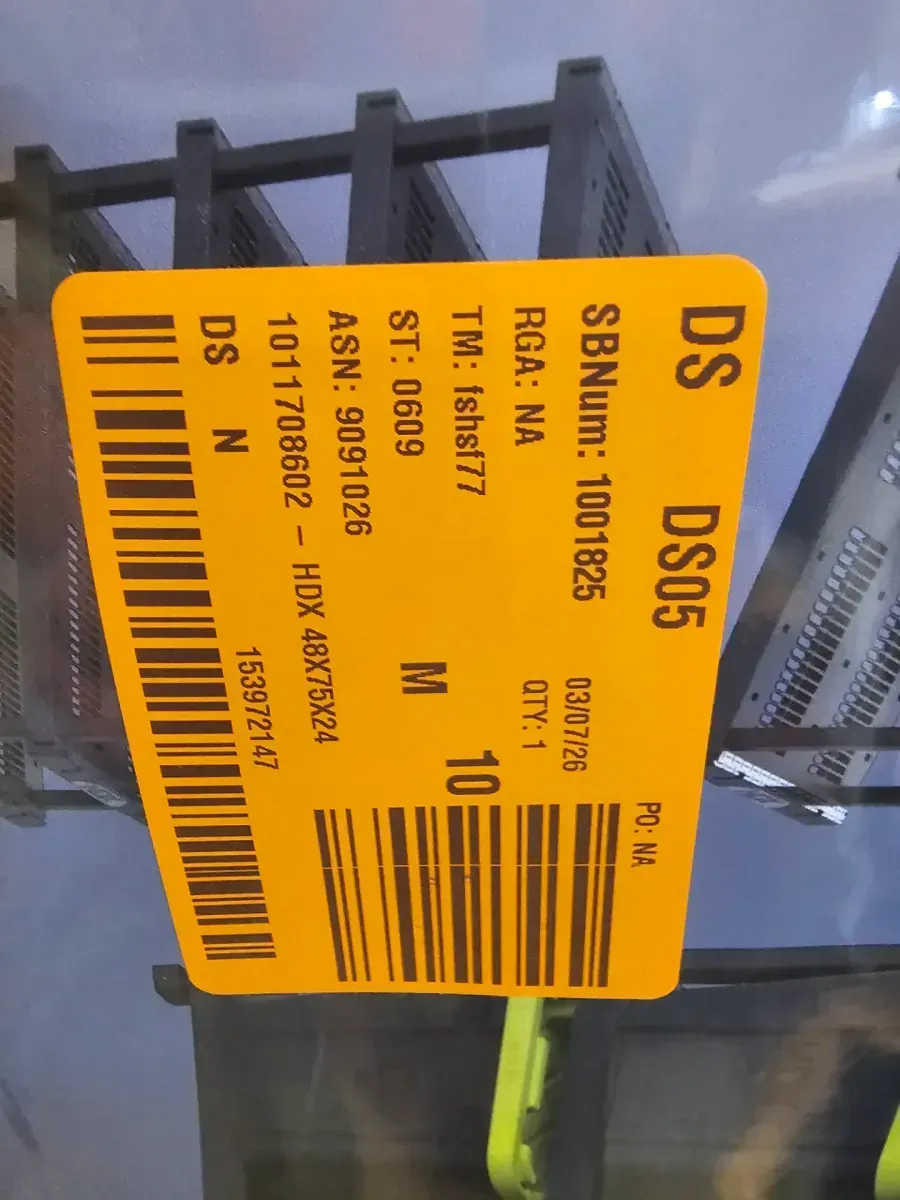 DS DS05
PO: NA
SBNum: 1001825 03/07/26
RGA: NA QTY: 1
TM: fshsf77 10
ST: 0609 M
ASN: 9091026
1011708602 - HDX 48X75X24
DS N 153972147